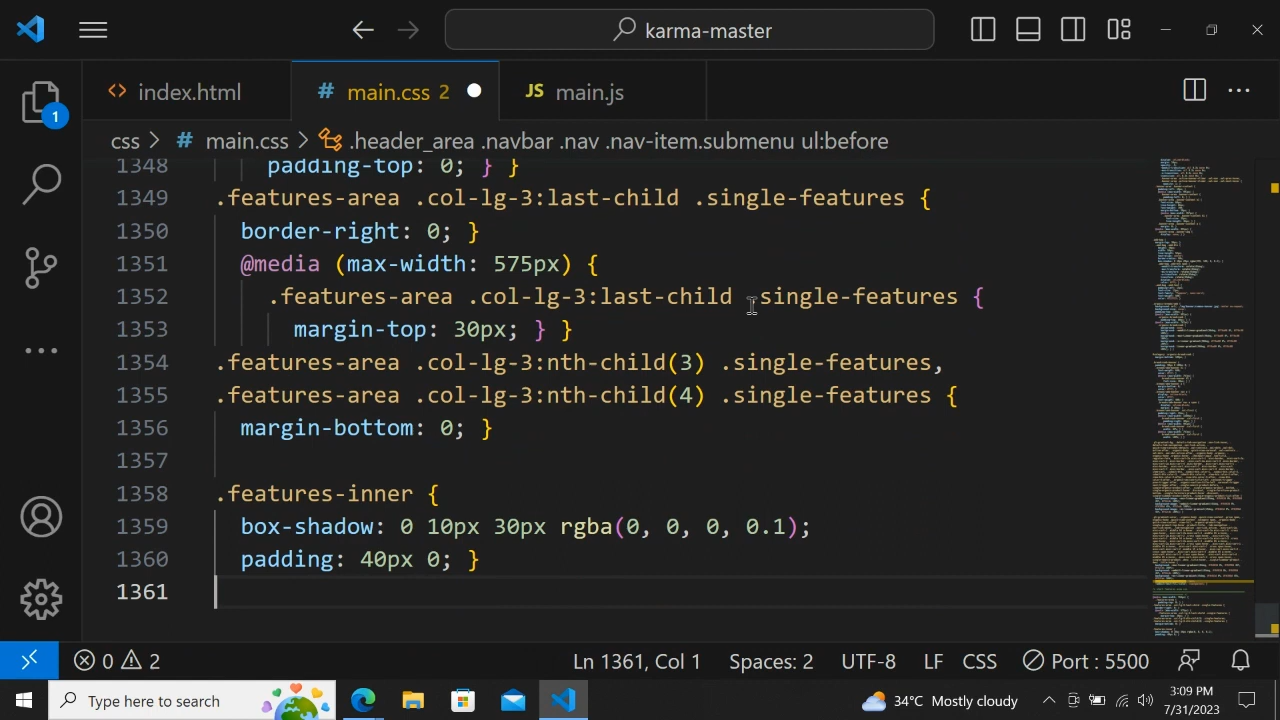 karma-master
index.html
# main.css 2
JS main.js
css > # main.css > .header_area .navbar .nav .nav-item.submenu ul:before
1
1348 padding-top: 0; } }
1349 .features-area .col-lg-3:last-child .single-features {
1350 border-right: 0; }
1351 @media (max-width: 575px) {
1352 .features-area .col-lg-3:last-child .single-features {
1353 margin-top: 30px; } }
1354 .features-area .col-lg-3:nth-child(3) .single-features,
1355 .features-area .col-lg-3:nth-child(4) .single-features {
1356 margin-bottom: 0; }
1357
1358 .features-inner {
1359 box-shadow: 0 10px rgba(0, 0, 0, 0.1);
1360 padding: 40px 0; }
1361
0 2
Ln 1361, Col 1
Spaces: 2
UTF-8
LF
CSS
Port : 5500
Type here to search
34°C Mostly cloudy
3:09 PM
7/31/2023